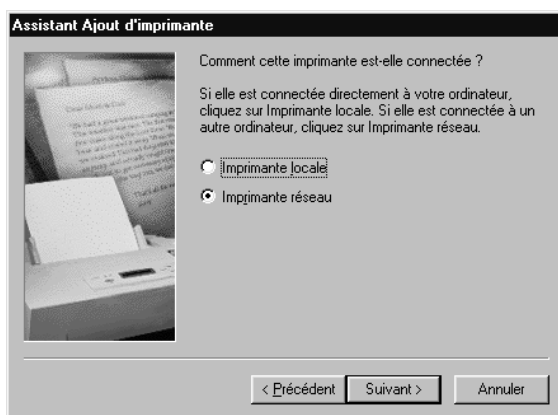 Assistant Ajout d'imprimante
Comment cette imprimante est-elle connectée ?
Si elle est connectée directement à votre ordinateur,
cliquez sur Imprimante locale. Si elle est connectée à un
autre ordinateur, cliquez sur Imprimante réseau.
Imprimante locale
Imprimante réseau
< Précédent
Suivant >
Annuler